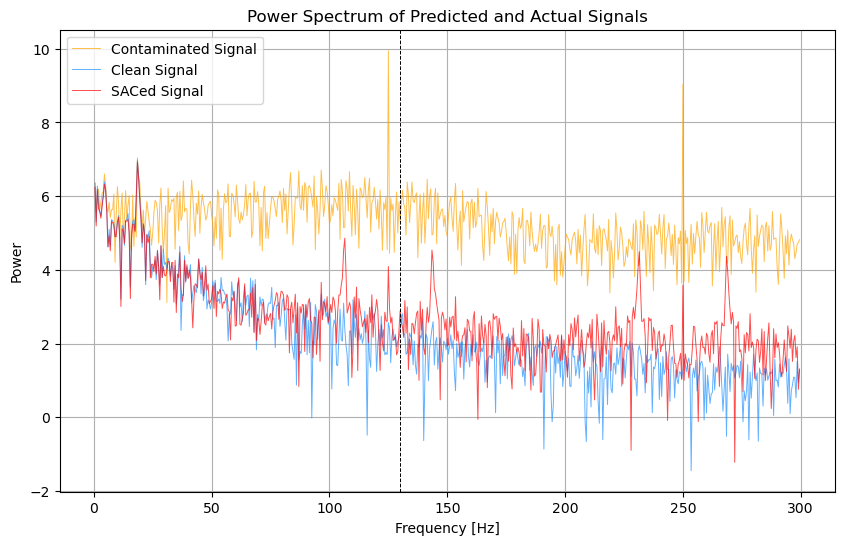 Power Spectrum of Predicted and Actual Signals
Contaminated Signal
Clean Signal
SACed Signal
Power
10
8
6
4
2
0
−2
0
50
100
150
200
250
300
Frequency [Hz]